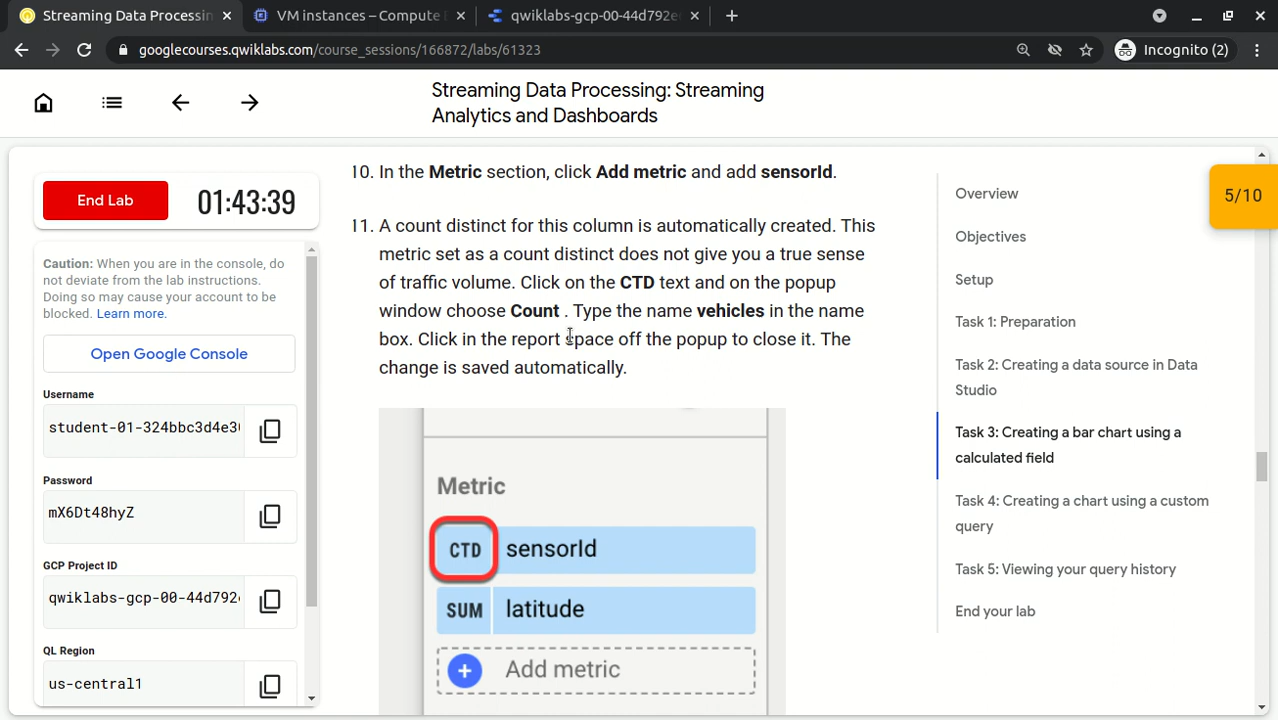 Streaming Data Processin
VM instances – Compute E
qwiklabs-gcp-00-44d792e
googlecourses.qwiklabs.com/course_sessions/166872/labs/61323
Incognito (2)
Streaming Data Processing: Streaming
Analytics and Dashboards
End Lab
01:43:39
Caution: When you are in the console, do
not deviate from the lab instructions.
Doing so may cause your account to be
blocked. Learn more.
Open Google Console
Username
student-01-324bbc3d4e3
Password
mX6Dt48hyZ
GCP Project ID
qwiklabs-gcp-00-44d792
QL Region
us-central1
10. In the Metric section, click Add metric and add sensorId.
11. A count distinct for this column is automatically created. This
metric set as a count distinct does not give you a true sense
of traffic volume. Click on the CTD text and on the popup
window choose Count . Type the name vehicles in the name
box. Click in the report space off the popup to close it. The
change is saved automatically.
Metric
CTD sensorId
SUM latitude
+ Add metric
Overview
Objectives
Setup
Task 1: Preparation
Task 2: Creating a data source in Data
Studio
Task 3: Creating a bar chart using a
calculated field
Task 4: Creating a chart using a custom
query
Task 5: Viewing your query history
End your lab
5/10